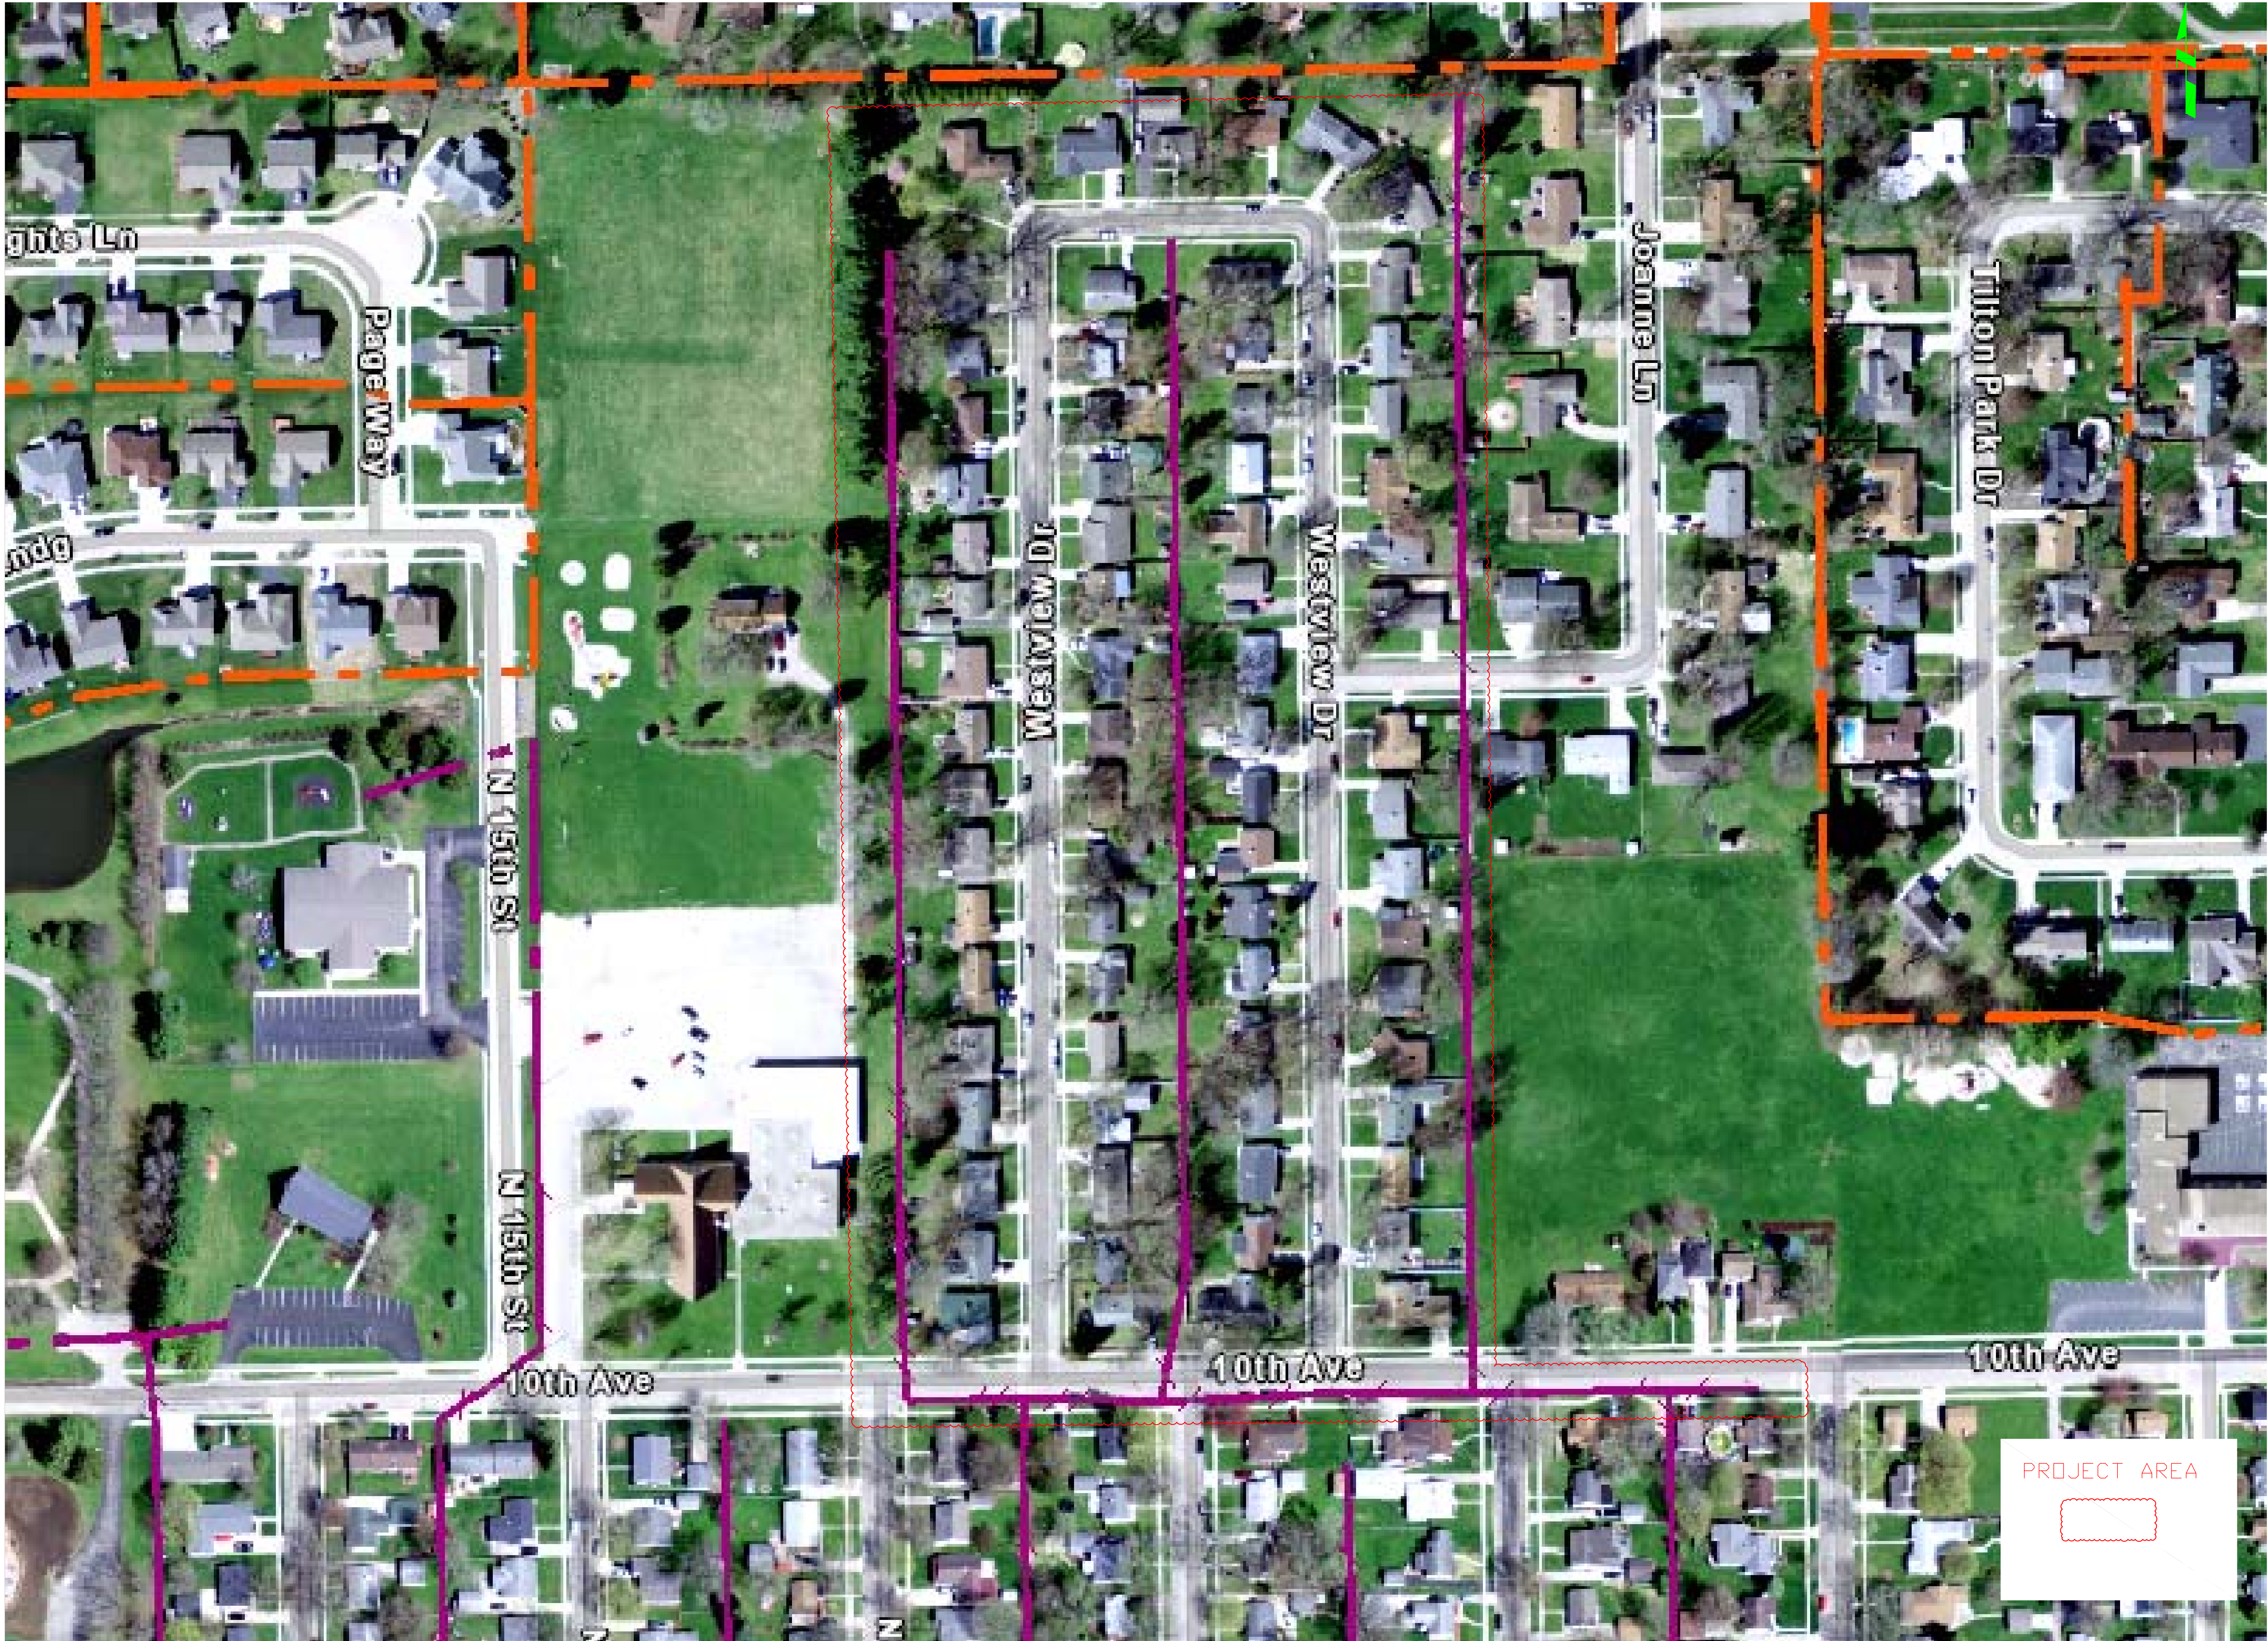 ghts Ln
Page Way
ndg
Joanne Ln
Tilton Park Dr
Westview Dr
Westview Dr
N 15th St
N 15th St
10th Ave
10th Ave
10th Ave
PROJECT AREA
N
N